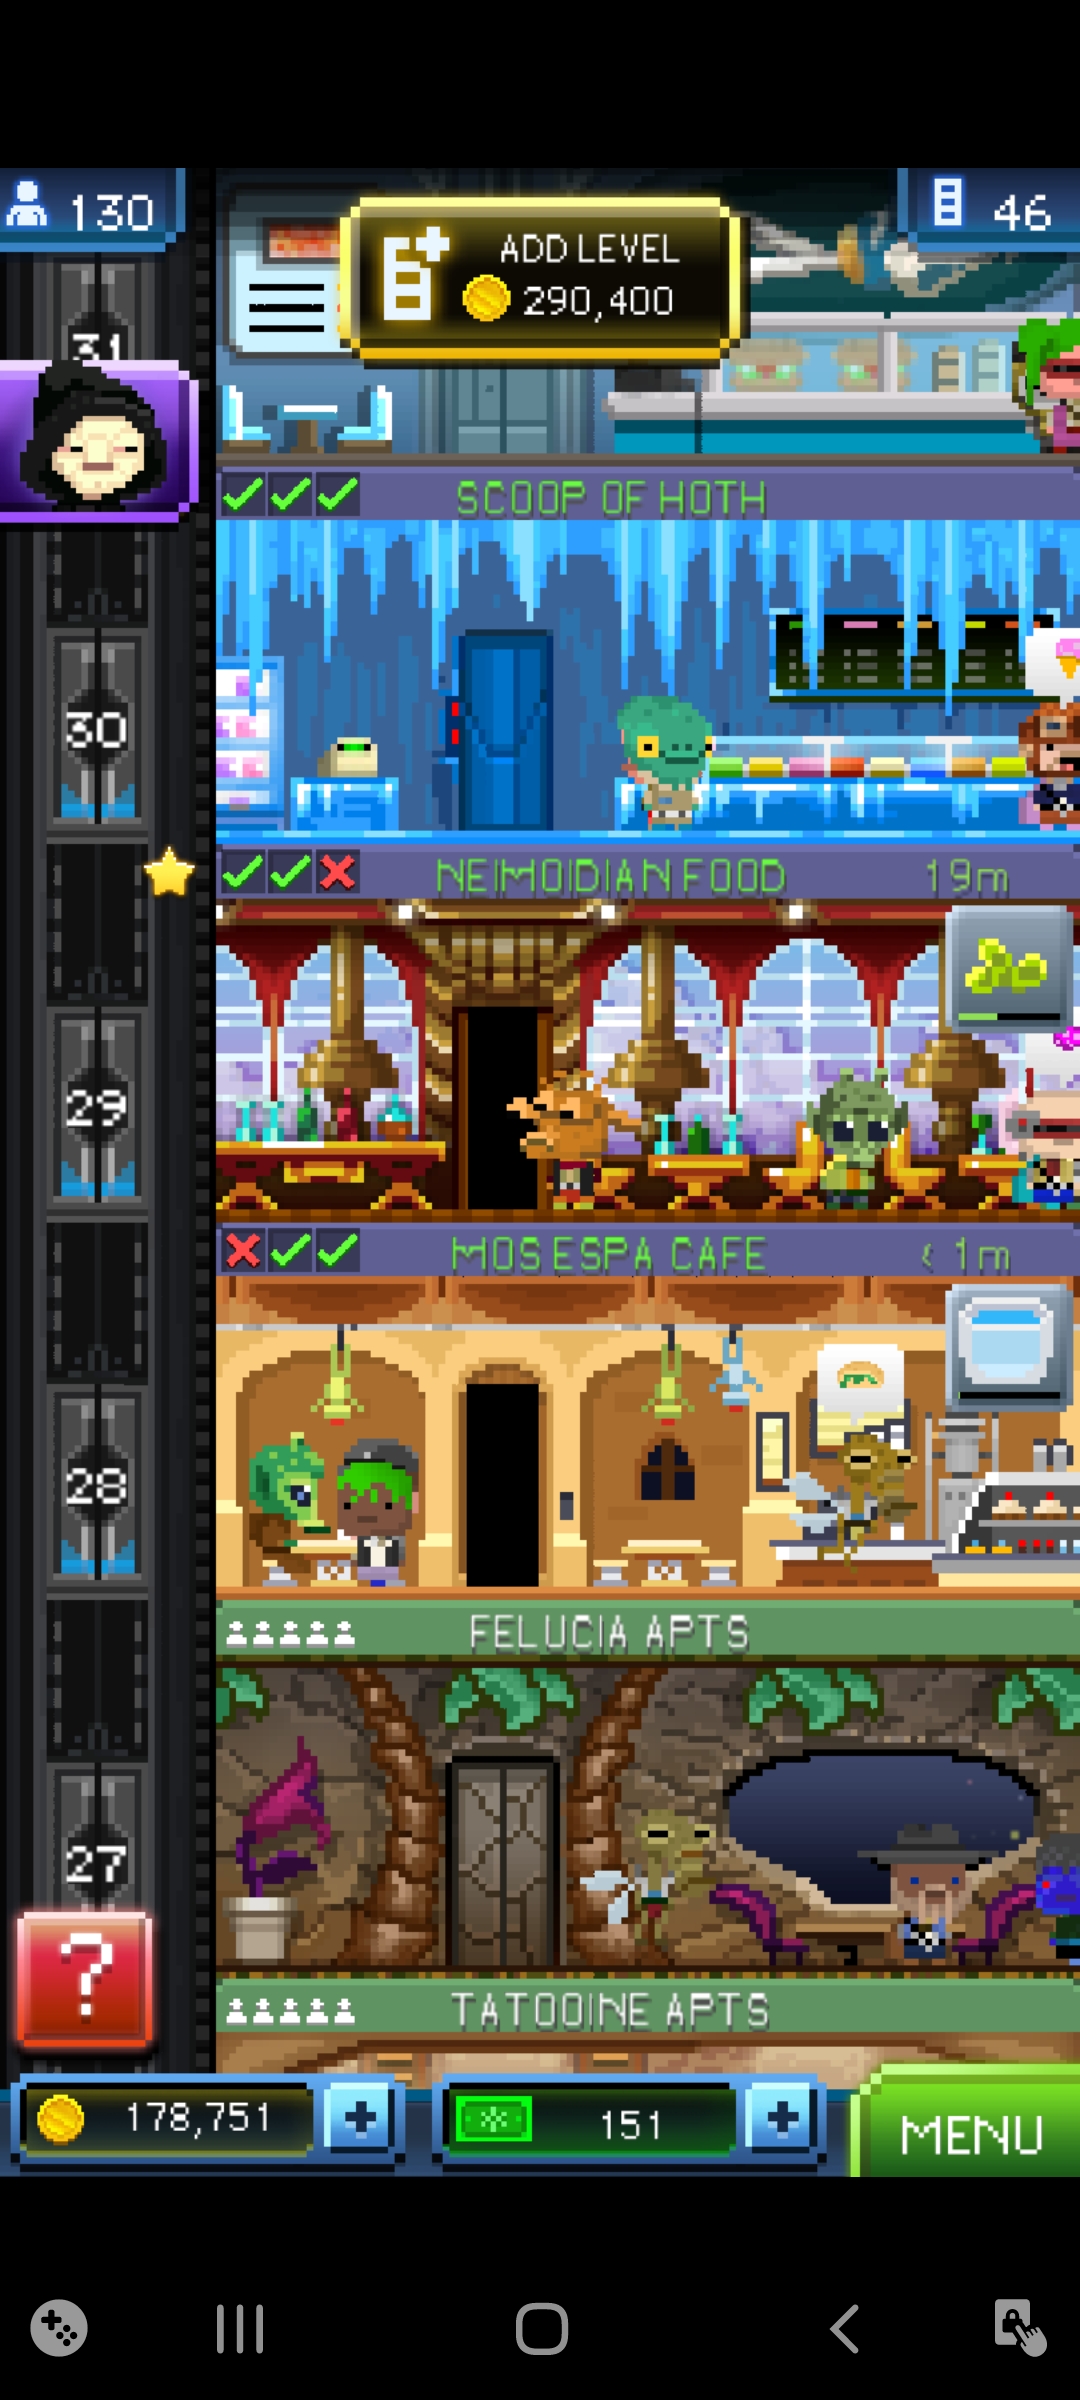 130
46
ADD LEVEL
290,400
31
SCOOP OF HOTH
30
NEIMOIDIAN FOOD 19m
29
MOS ESPA CAFE < 1m
28
FELUCIA APTS
27
?
TATOOINE APTS
178,751
151
MENU